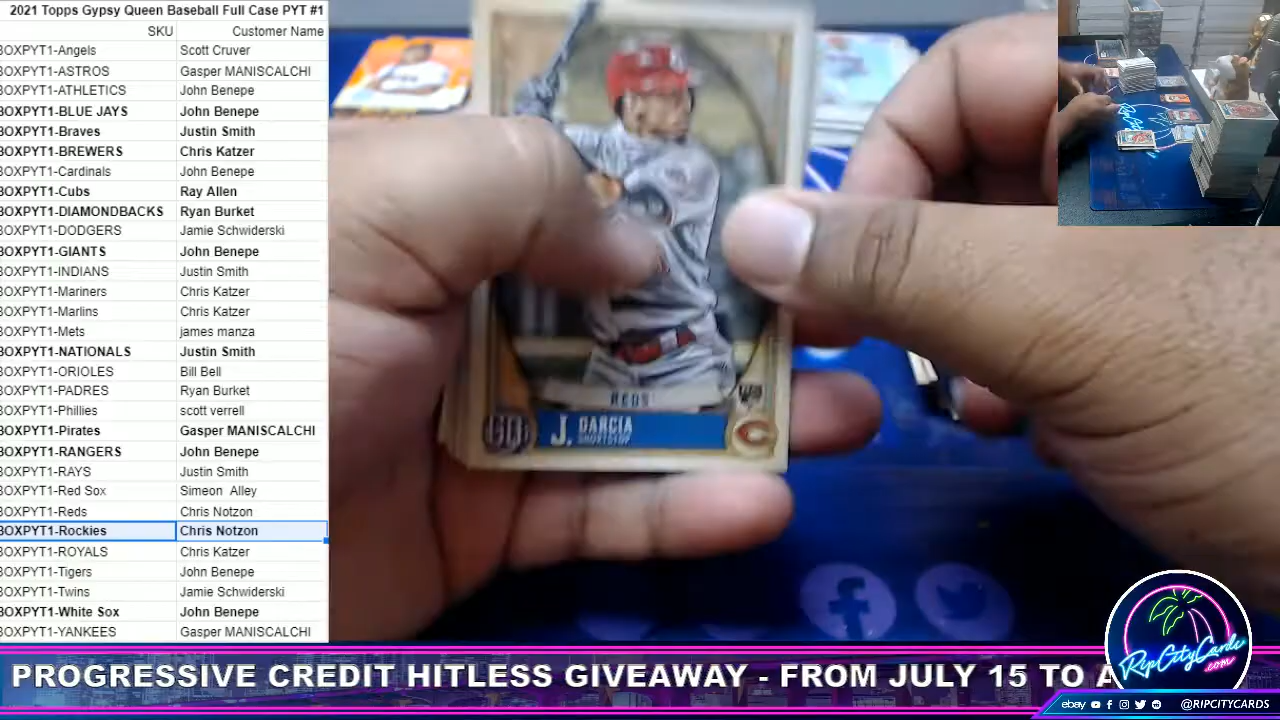 2021 Topps Gypsy Queen Baseball Full Case PYT #1
SKU Customer Name
BOXPYT1-Angels Scott Cruver
BOXPYT1-ASTROS Gasper MANISCALCHI
BOXPYT1-ATHLETICS John Benepe
BOXPYT1-BLUE JAYS John Benepe
BOXPYT1-Braves Justin Smith
BOXPYT1-BREWERS Chris Katzer
BOXPYT1-Cardinals John Benepe
BOXPYT1-Cubs Ray Allen
BOXPYT1-DIAMONDBACKS Ryan Burket
BOXPYT1-DODGERS Jamie Schwiderski
BOXPYT1-GIANTS John Benepe
BOXPYT1-INDIANS Justin Smith
BOXPYT1-Mariners Chris Katzer
BOXPYT1-Marlins Chris Katzer
BOXPYT1-Mets james manza
BOXPYT1-NATIONALS Justin Smith
BOXPYT1-ORIOLES Bill Bell
BOXPYT1-PADRES Ryan Burket
BOXPYT1-Phillies scott verrell
BOXPYT1-Pirates Gasper MANISCALCHI
BOXPYT1-RANGERS John Benepe
BOXPYT1-RAYS Justin Smith
BOXPYT1-Red Sox Simeon Alley
BOXPYT1-Reds Chris Notzon
BOXPYT1-Rockies Chris Notzon
BOXPYT1-ROYALS Chris Katzer
BOXPYT1-Tigers John Benepe
BOXPYT1-Twins Jamie Schwiderski
BOXPYT1-White Sox John Benepe
BOXPYT1-YANKEES Gasper MANISCALCHI
REDS
GQ J. GARCIA
SHORTSTOP
PROGRESSIVE CREDIT HITLESS GIVEAWAY - FROM JULY 15 TO A
RipCityCards
.com
ebay @RIPCITYCARDS